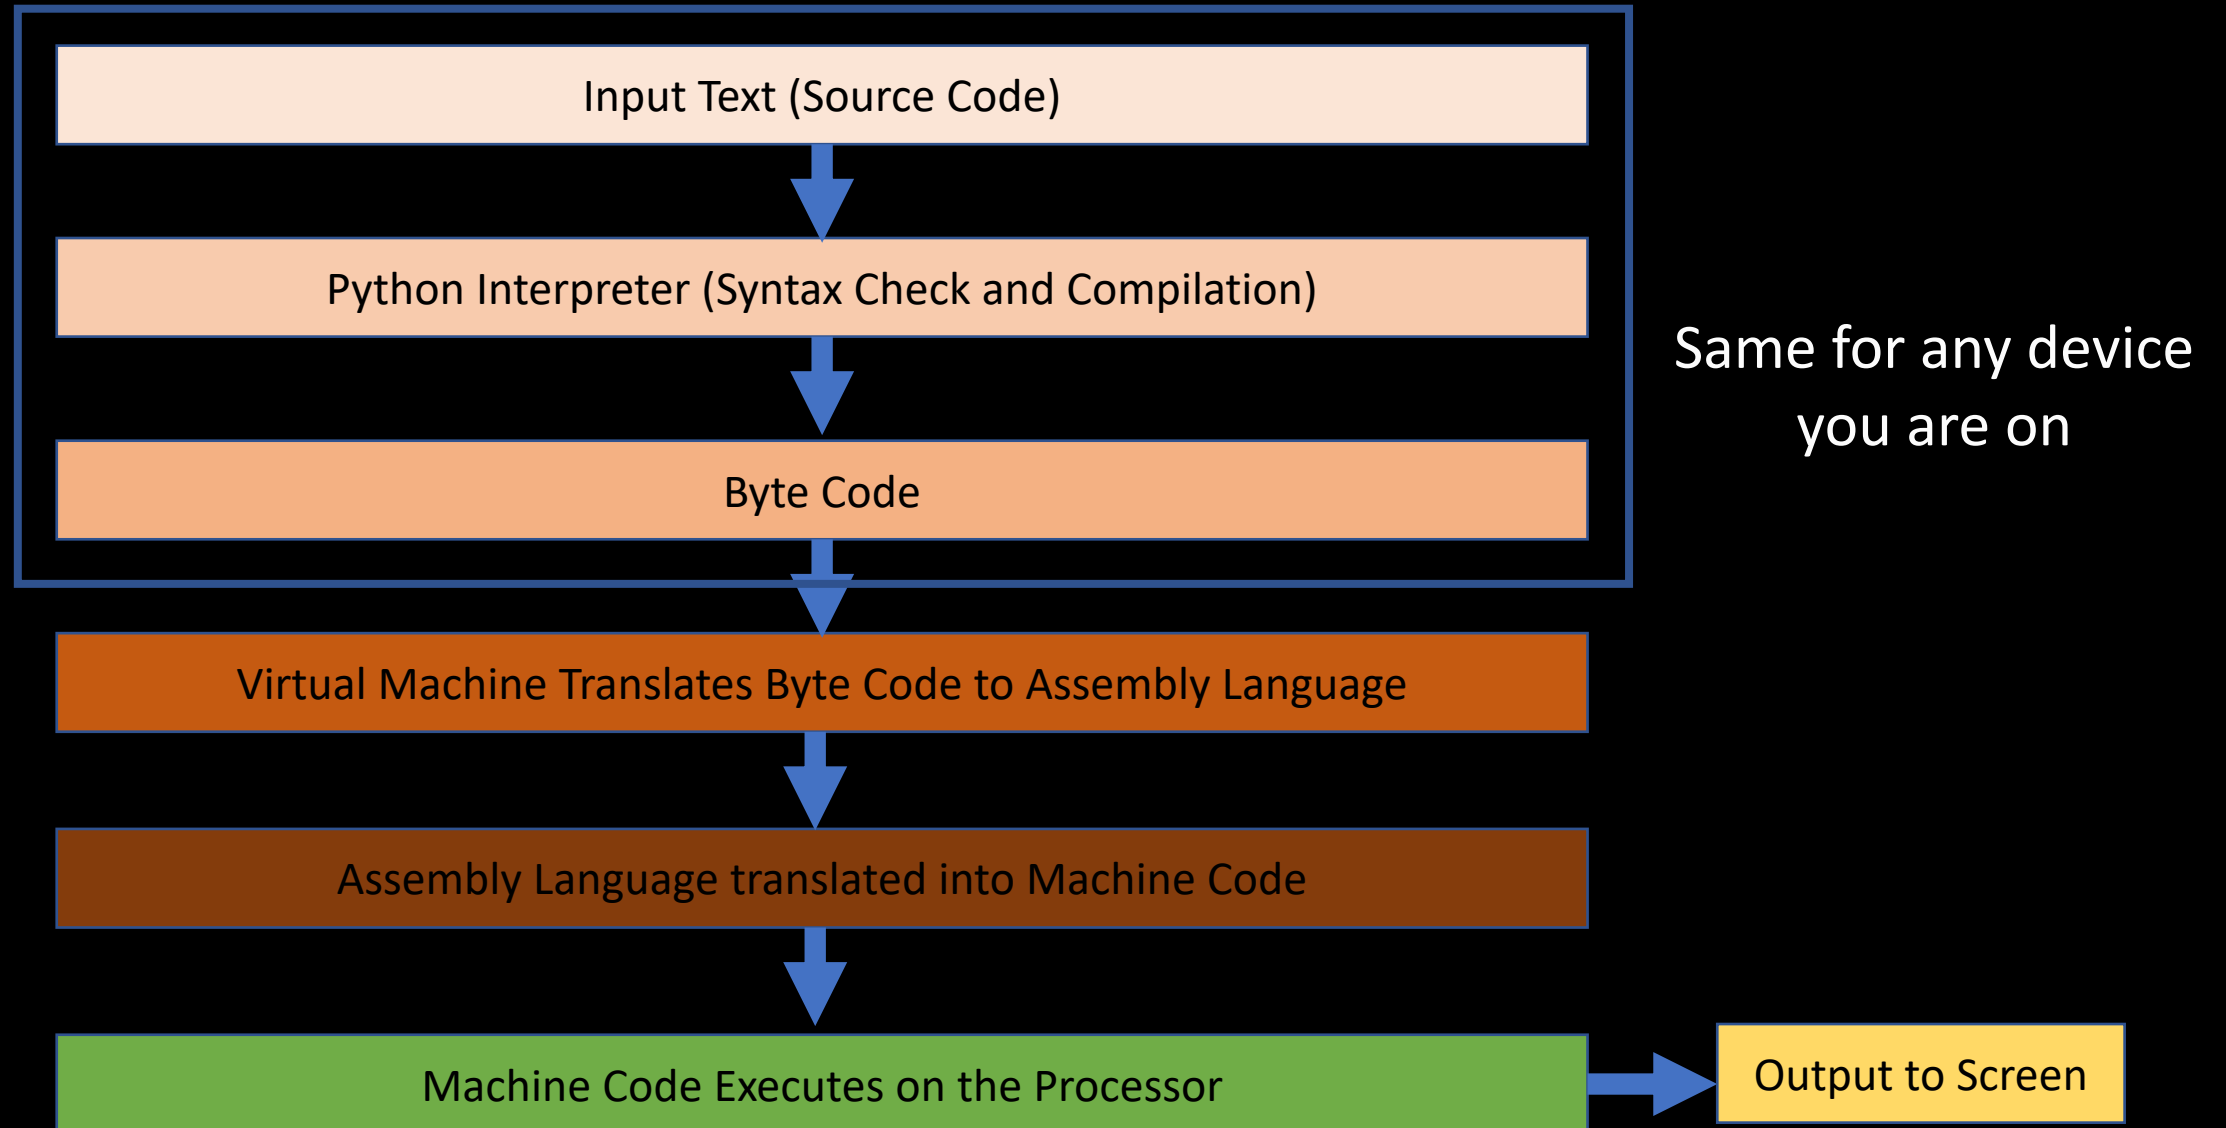 Input Text (Source Code)
Python Interpreter (Syntax Check and Compilation)
Same for any device
you are on
Byte Code
Virtual Machine Translates Byte Code to Assembly Language
Assembly Language translated into Machine Code
Machine Code Executes on the Processor
Output to Screen